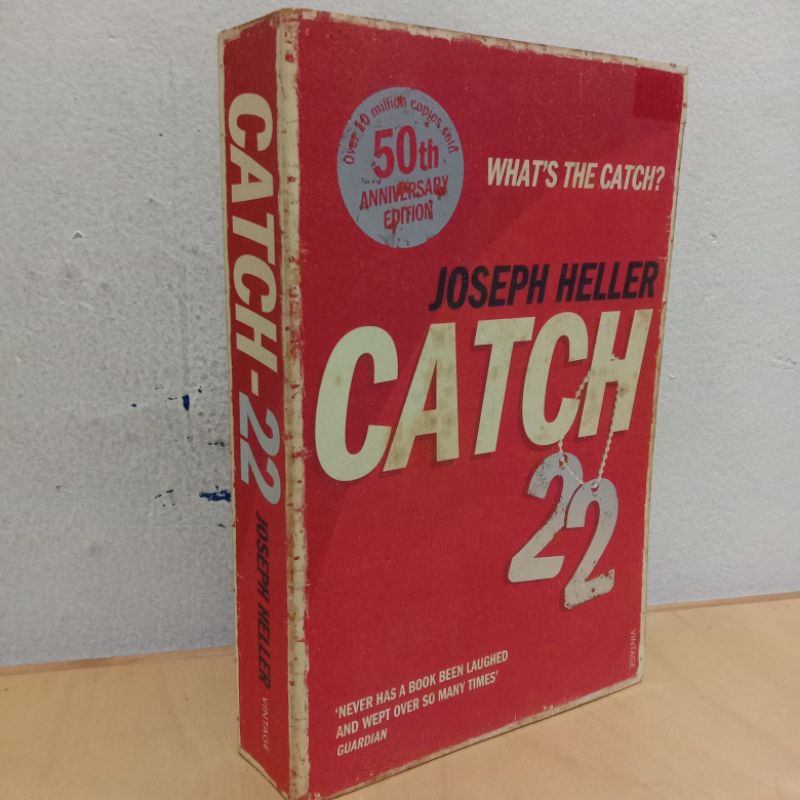 CATCH-22 JOSEPH HELLER VINTAGE
Over 10 million copies sold
50th
ANNIVERSARY
EDITION
WHAT'S THE CATCH?
JOSEPH HELLER
CATCH
22
'NEVER HAS A BOOK BEEN LAUGHED
AND WEPT OVER SO MANY TIMES'
GUARDIAN
VINTAGE